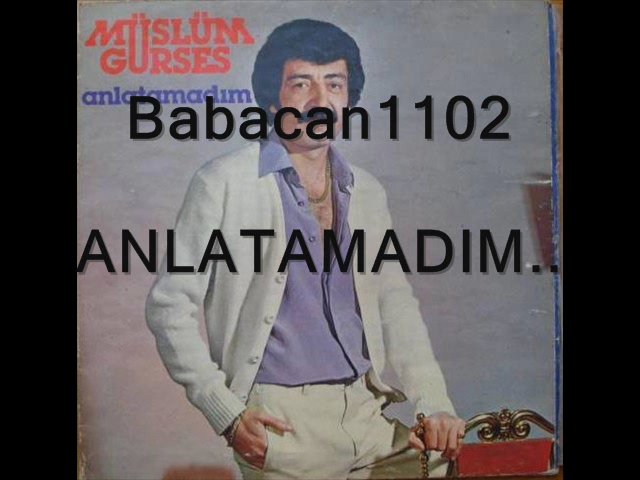 MÜSLÜM
GÜRSES
anlatamadım
Babacan1102
ANLATAMADIM..